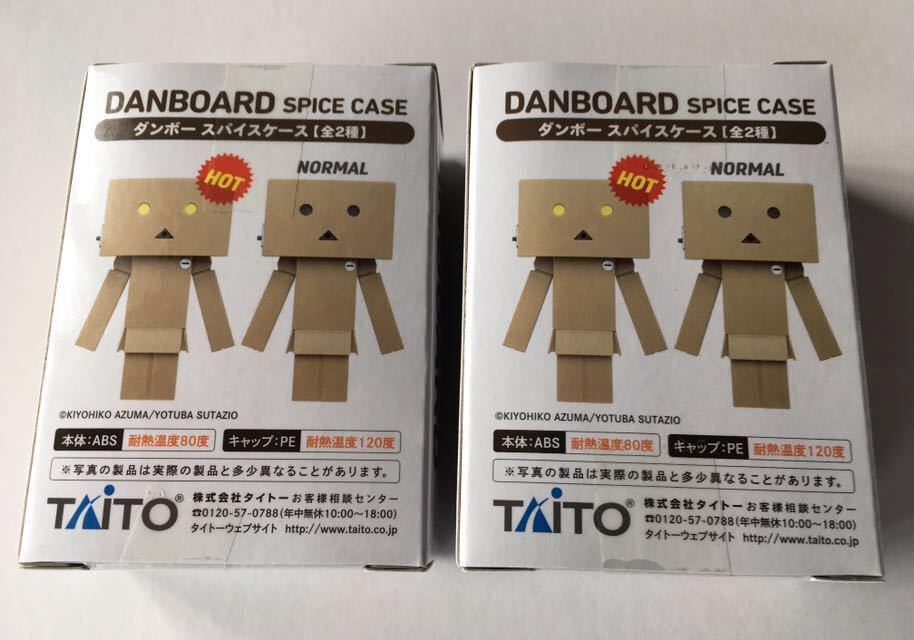 DANBOARD SPICE CASE
ダンボー スパイスケース【全2種】
HOT NORMAL
©KIYOHIKO AZUMA/YOTUBA SUTAZIO
本体:ABS 耐熱温度80度 キャップ:PE 耐熱温度120度
※写真の製品は実際の製品と多少異なることがあります。
TAITO® 株式会社タイトーお客様相談センター
☎0120-57-0788(年中無休10:00〜18:00)
タイトーウェブサイト http://www.taito.co.jp
DANBOARD SPICE CASE
ダンボー スパイスケース【全2種】
HOT NORMAL
©KIYOHIKO AZUMA/YOTUBA SUTAZIO
本体:ABS 耐熱温度80度 キャップ:PE 耐熱温度120度
※写真の製品は実際の製品と多少異なることがあります。
TAITO® 株式会社タイトーお客様相談センター
☎0120-57-0788(年中無休10:00〜18:00)
タイトーウェブサイト http://www.taito.co.jp